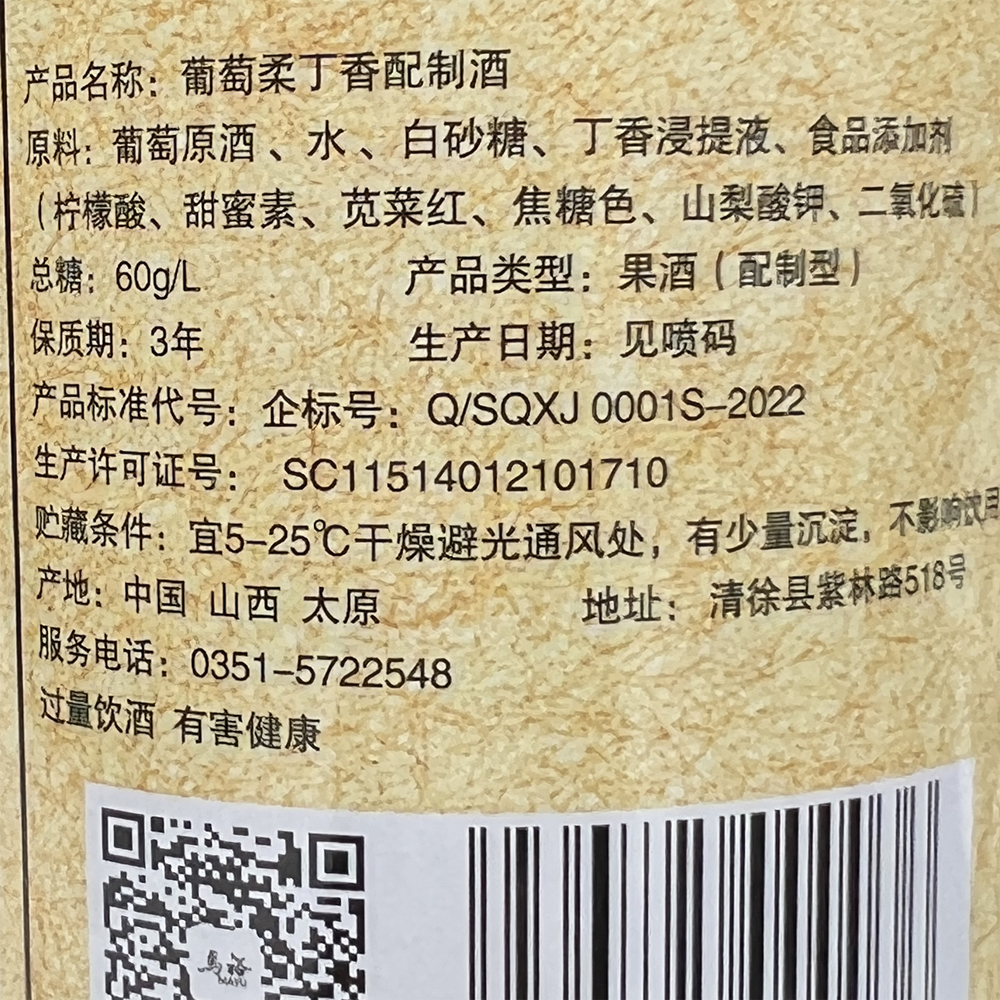 产品名称：葡萄柔丁香配制酒
原料：葡萄原酒、水、白砂糖、丁香浸提液、食品添加剂
（柠檬酸、甜蜜素、苋菜红、焦糖色、山梨酸钾、二氧化硫）
总糖：60g/L 产品类型：果酒（配制型）
保质期：3年 生产日期：见喷码
产品标准代号：企标号：Q/SQXJ 0001S-2022
生产许可证号：SC11514012101710
贮藏条件：宜5-25℃干燥避光通风处，有少量沉淀，不影响饮用
产地：中国 山西 太原 地址：清徐县紫林路518号
服务电话：0351-5722548
过量饮酒 有害健康